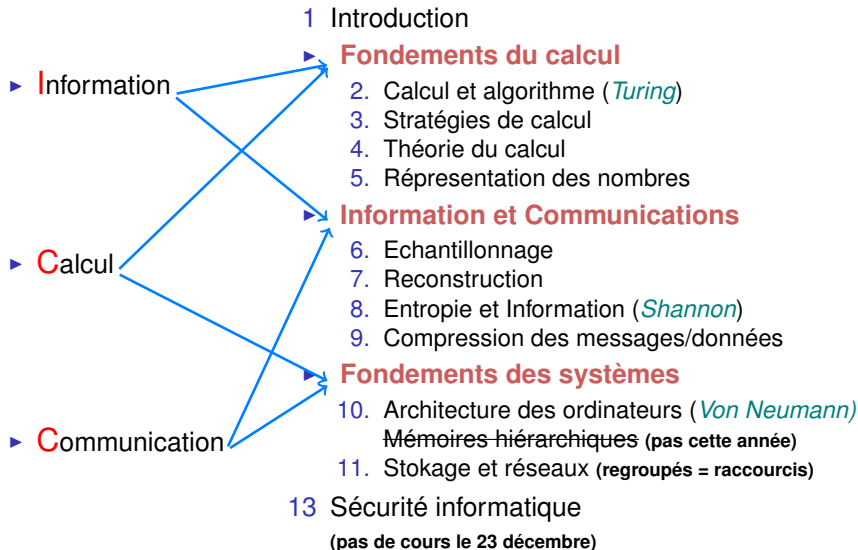 1 Introduction
► Fondements du calcul
► Information
2. Calcul et algorithme (Turing)
3. Stratégies de calcul
4. Théorie du calcul
5. Répresentation des nombres
► Information et Communications
6. Echantillonnage
► Calcul
7. Reconstruction
8. Entropie et Information (Shannon)
9. Compression des messages/données
► Fondements des systèmes
10. Architecture des ordinateurs (Von Neumann)
► Communication
Mémoires hiérarchiques (pas cette année)
11. Stokage et réseaux (regroupés = raccourcis)
13 Sécurité informatique
(pas de cours le 23 décembre)